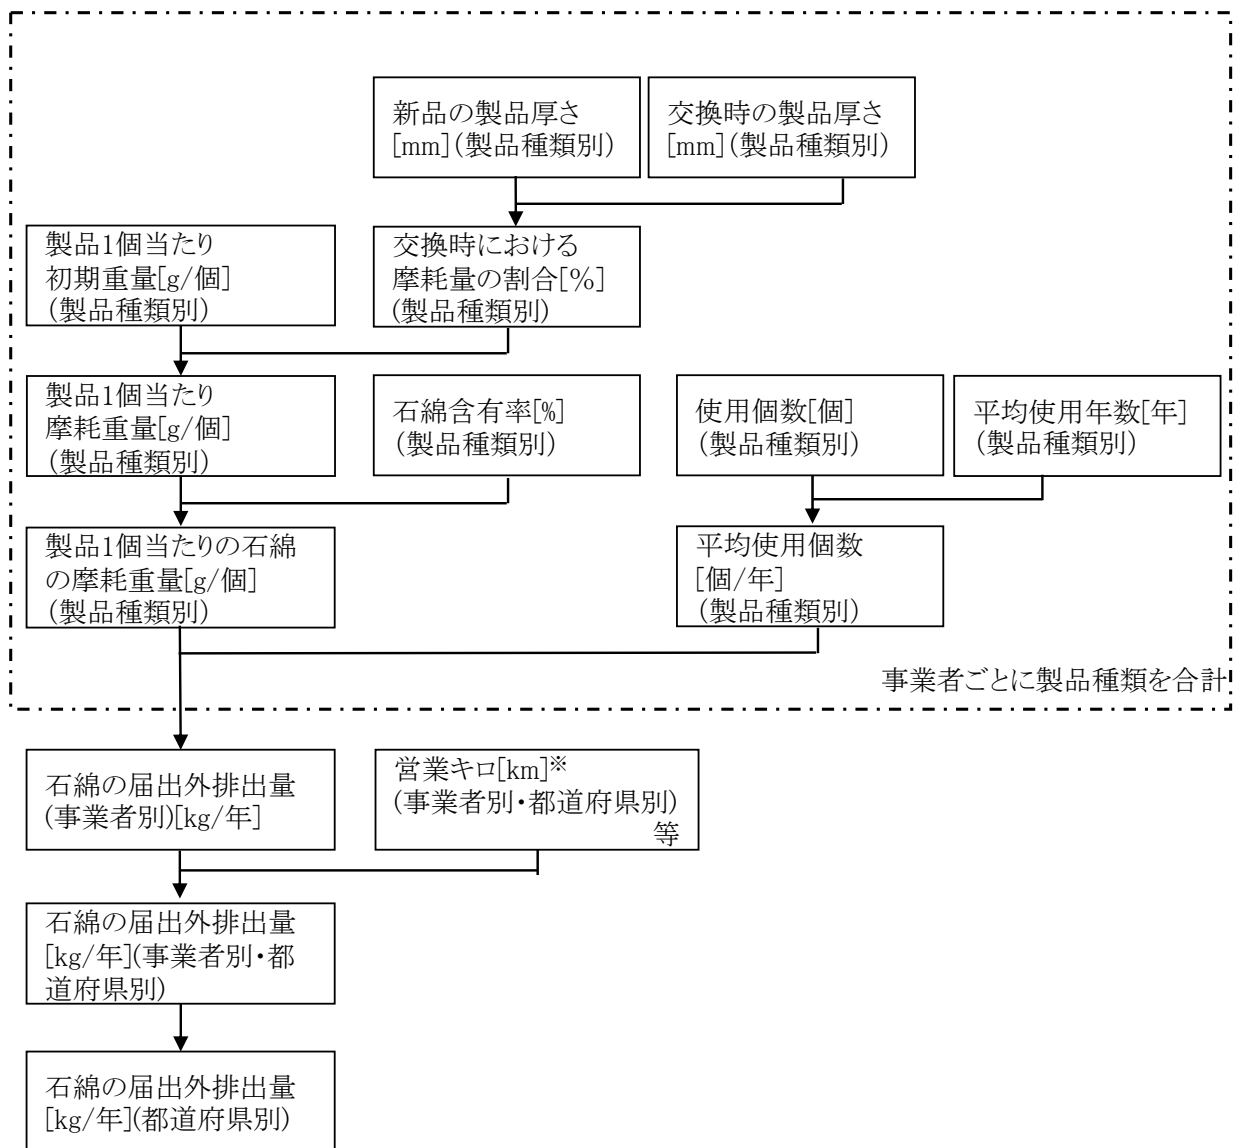 新品の製品厚さ
[mm](製品種類別)
交換時の製品厚さ
[mm](製品種類別)
製品1個当たり
初期重量[g/個]
(製品種類別)
交換時における
摩耗量の割合[%]
(製品種類別)
製品1個当たり
摩耗重量[g/個]
(製品種類別)
石綿含有率[%]
(製品種類別)
使用個数[個]
(製品種類別)
平均使用年数[年]
(製品種類別)
製品1個当たりの石綿
の摩耗重量[g/個]
(製品種類別)
平均使用個数
[個/年]
(製品種類別)
事業者ごとに製品種類を合計
石綿の届出外排出量
(事業者別)[kg/年]
営業キロ[km]※
(事業者別・都道府県別)
等
石綿の届出外排出量
[kg/年](事業者別・都
道府県別)
石綿の届出外排出量
[kg/年](都道府県別)